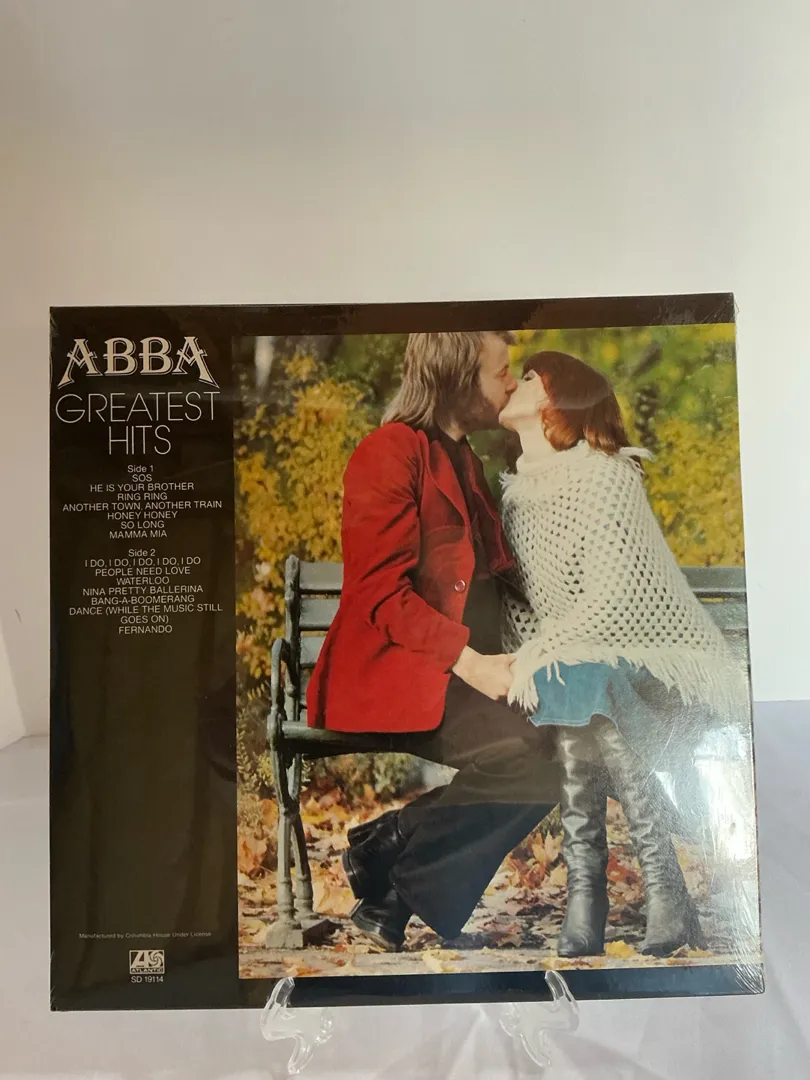 ABBA
GREATEST
HITS
Side 1
SOS
HE IS YOUR BROTHER
RING RING
ANOTHER TOWN, ANOTHER TRAIN
HONEY HONEY
SO LONG
MAMMA MIA
Side 2
I DO, I DO, I DO, I DO, I DO
PEOPLE NEED LOVE
WATERLOO
NINA PRETTY BALLERINA
BANG-A-BOOMERANG
DANCE (WHILE THE MUSIC STILL
GOES ON)
FERNANDO
Manufactured by Columbia House Under License
ATLANTIC
SD 19114